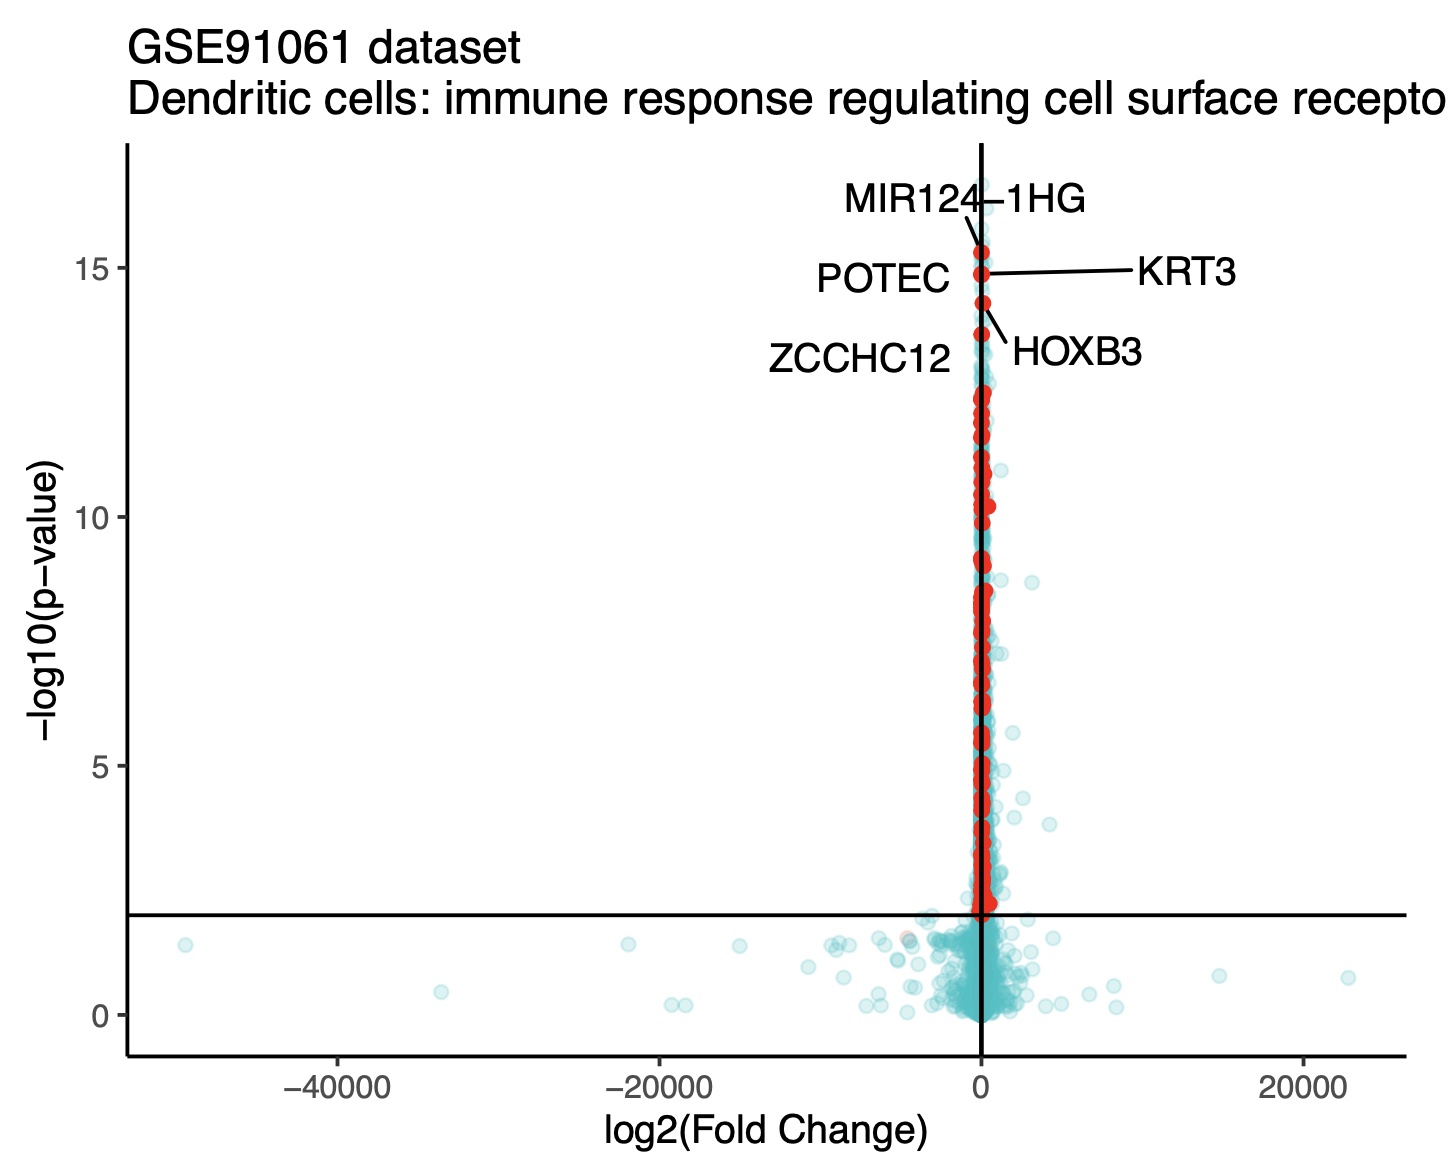 GSE91061 dataset
Dendritic cells: immune response regulating cell surface recepto
MIR124−1HG
POTEC
KRT3
ZCCHC12
HOXB3
15
10
5
0
−log10(p−value)
−40000
−20000
0
20000
log2(Fold Change)